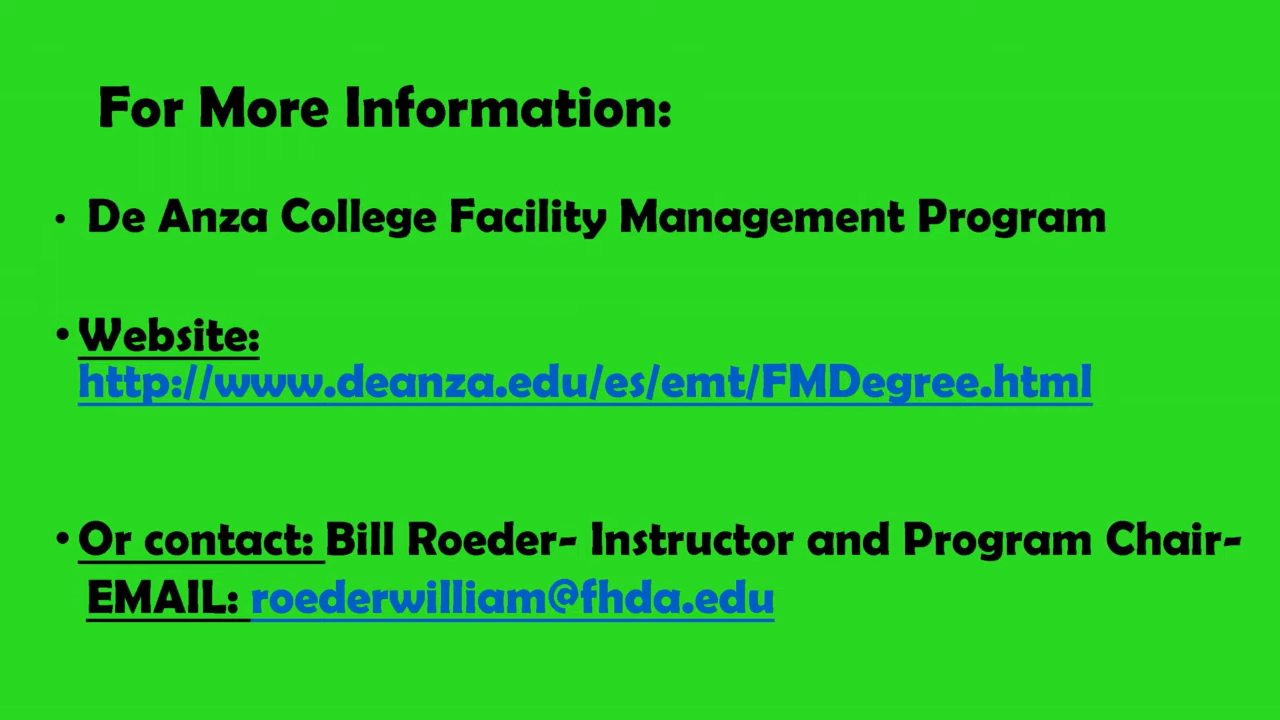 For More Information:
• De Anza College Facility Management Program
• Website:
http://www.deanza.edu/es/emt/FMDegree.html
• Or contact: Bill Roeder- Instructor and Program Chair-
EMAIL: roederwilliam@fhda.edu